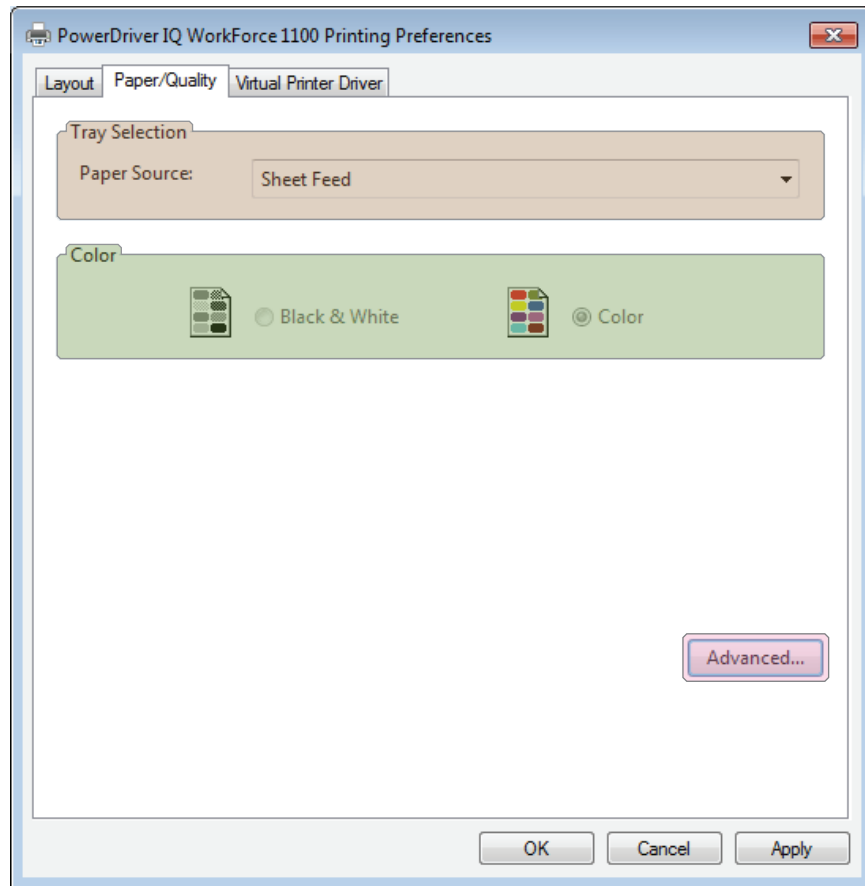 PowerDriver IQ WorkForce 1100 Printing Preferences
Layout Paper/Quality Virtual Printer Driver
Tray Selection
Paper Source: Sheet Feed
Color
Black & White Color
Advanced...
OK Cancel Apply